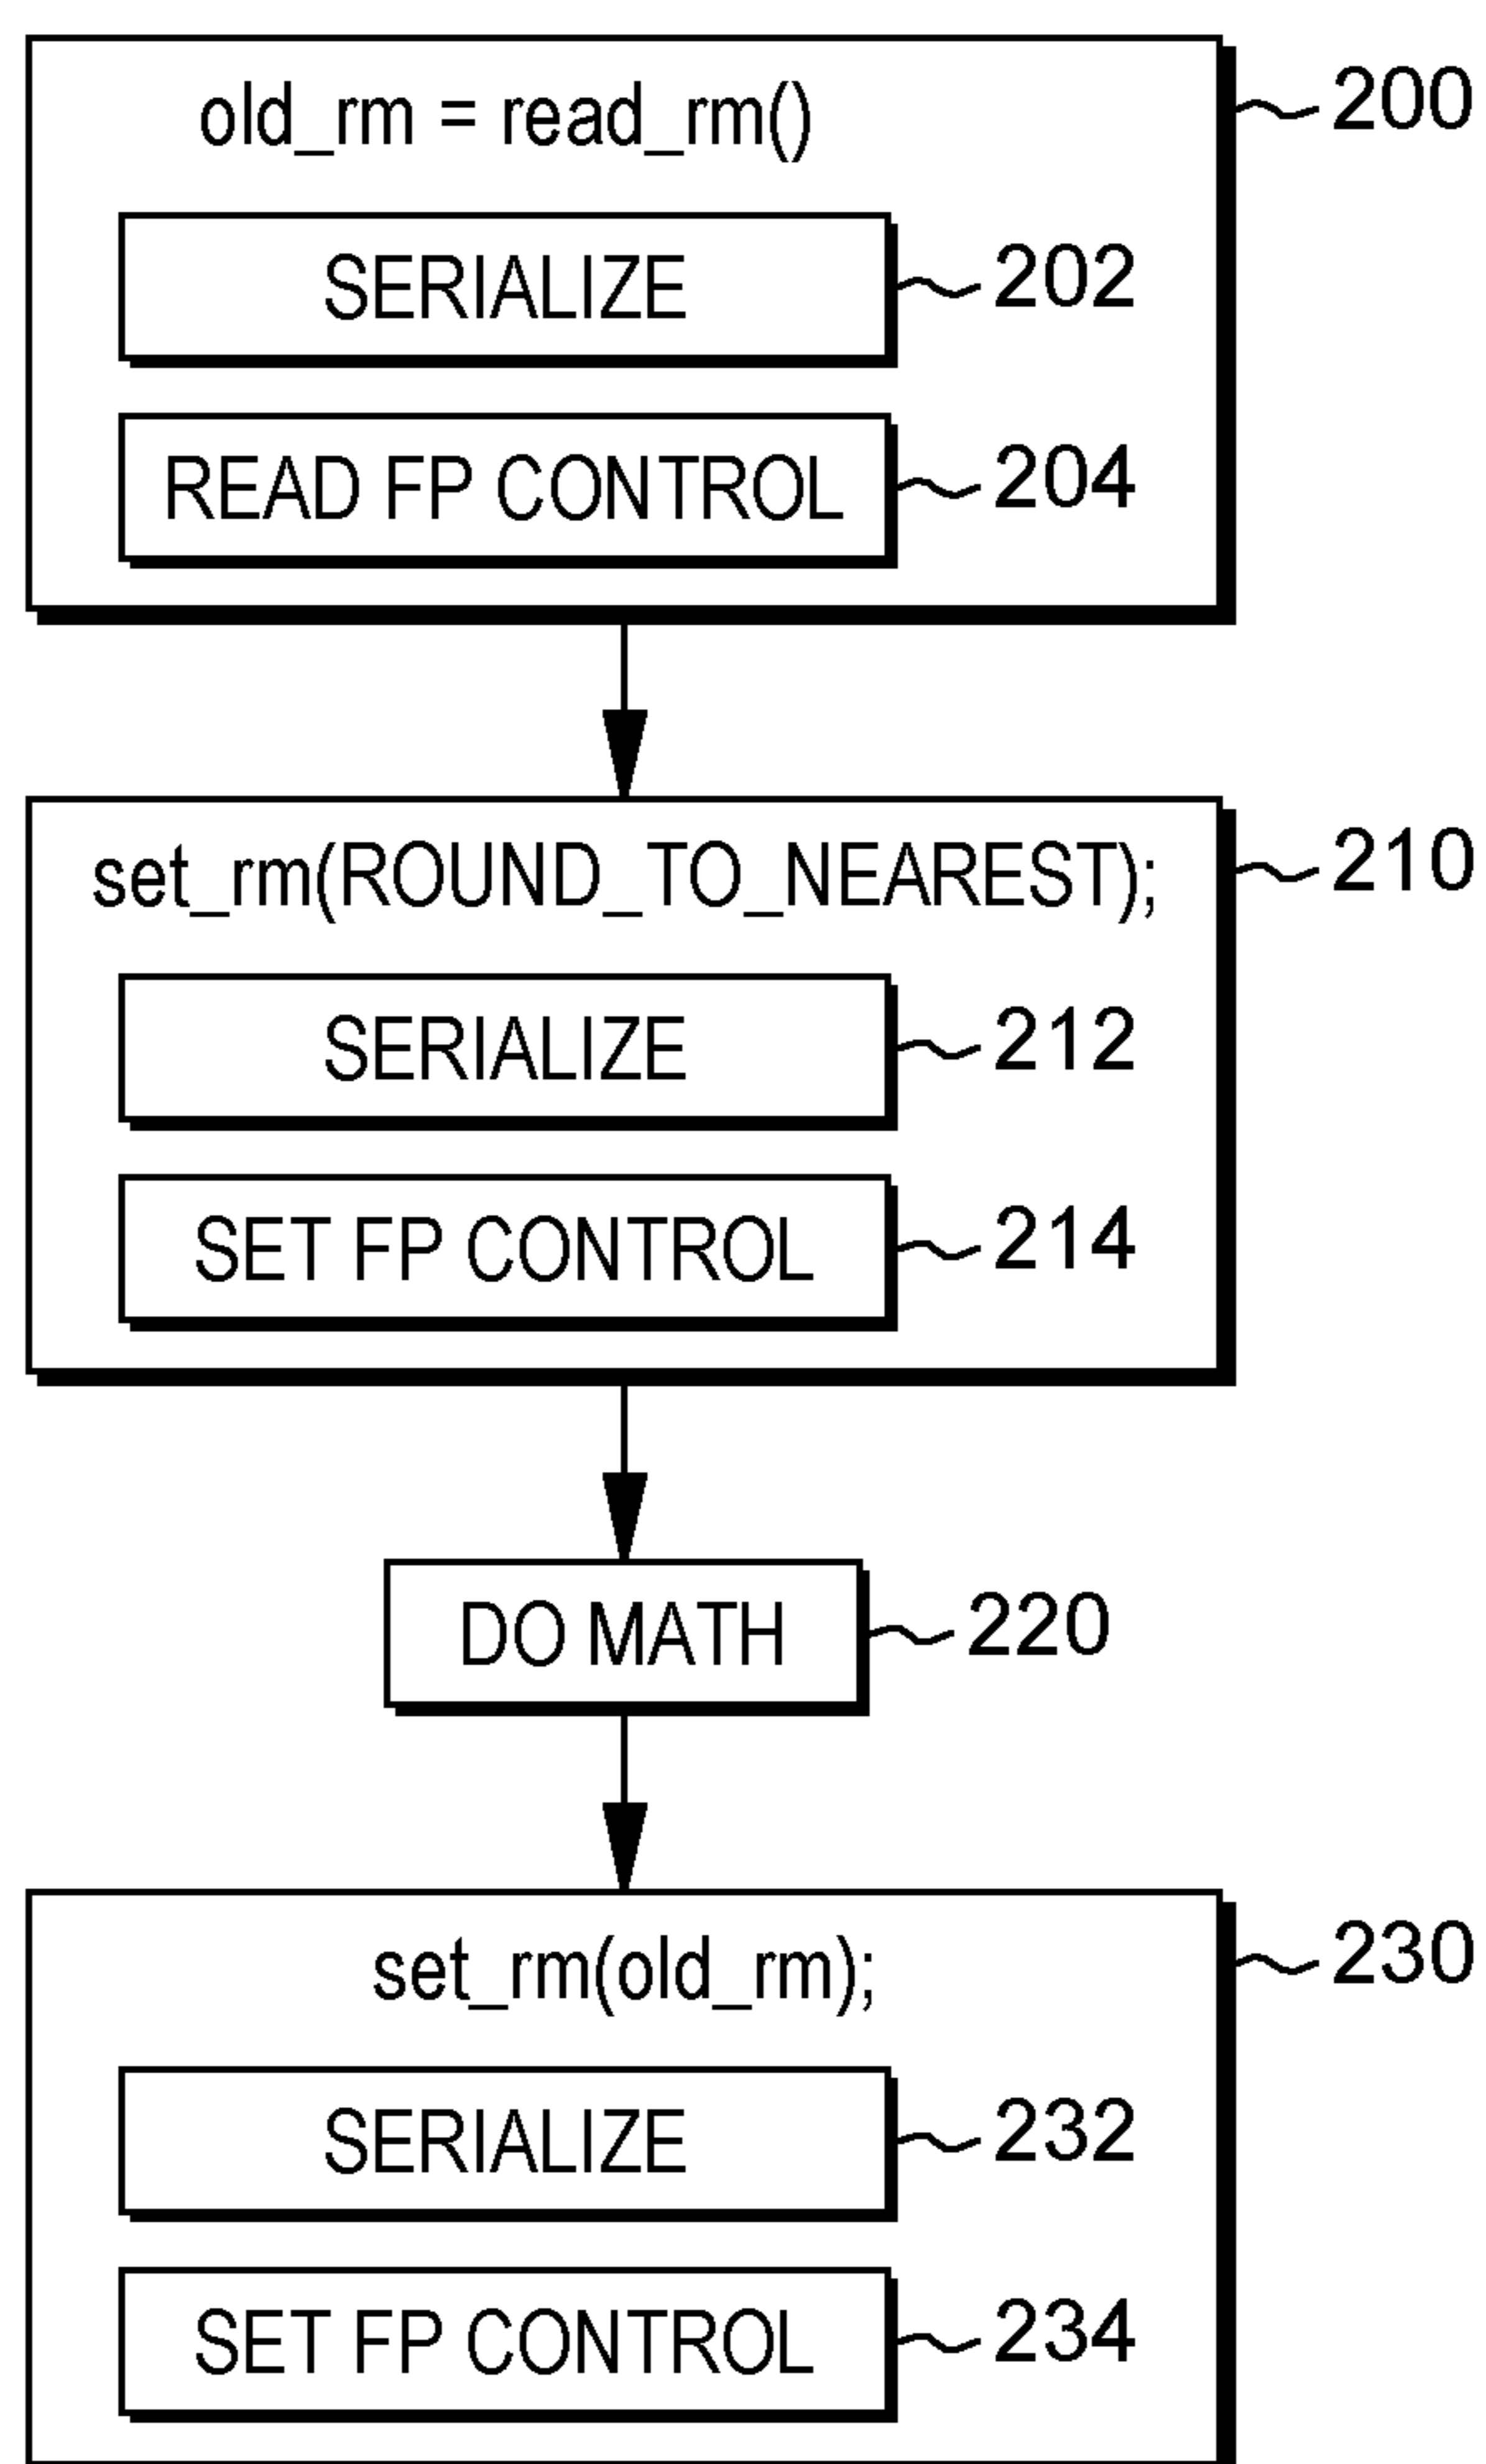 old_rm = read_rm()
200
SERIALIZE
202
READ FP CONTROL
204
set_rm(ROUND_TO_NEAREST);
210
SERIALIZE
212
SET FP CONTROL
214
DO MATH
220
set_rm(old_rm);
230
SERIALIZE
232
SET FP CONTROL
234